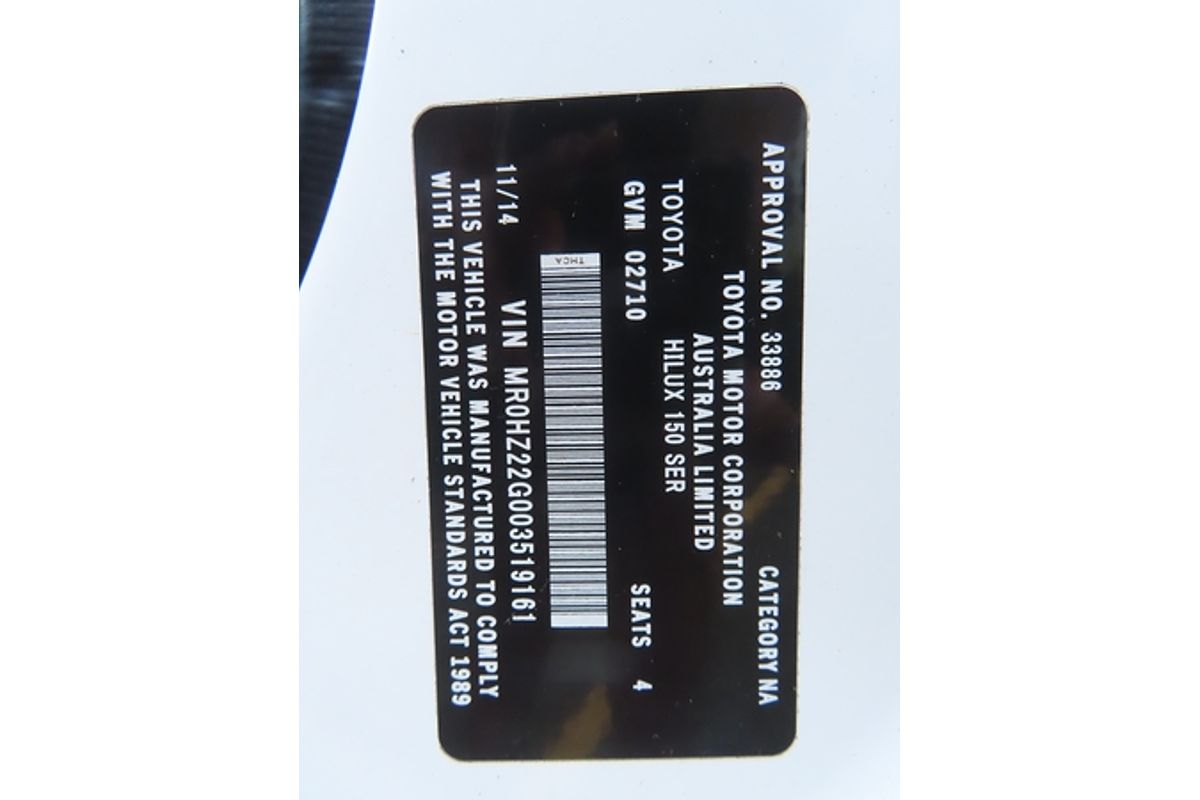 APPROVAL NO. 33886 CATEGORY NA
TOYOTA MOTOR CORPORATION
AUSTRALIA LIMITED
TOYOTA HILUX 150 SER
GVM 02710 SEATS 4
TMCA
11/14 VIN MR0HZ22G003519161
THIS VEHICLE WAS MANUFACTURED TO COMPLY
WITH THE MOTOR VEHICLE STANDARDS ACT 1989